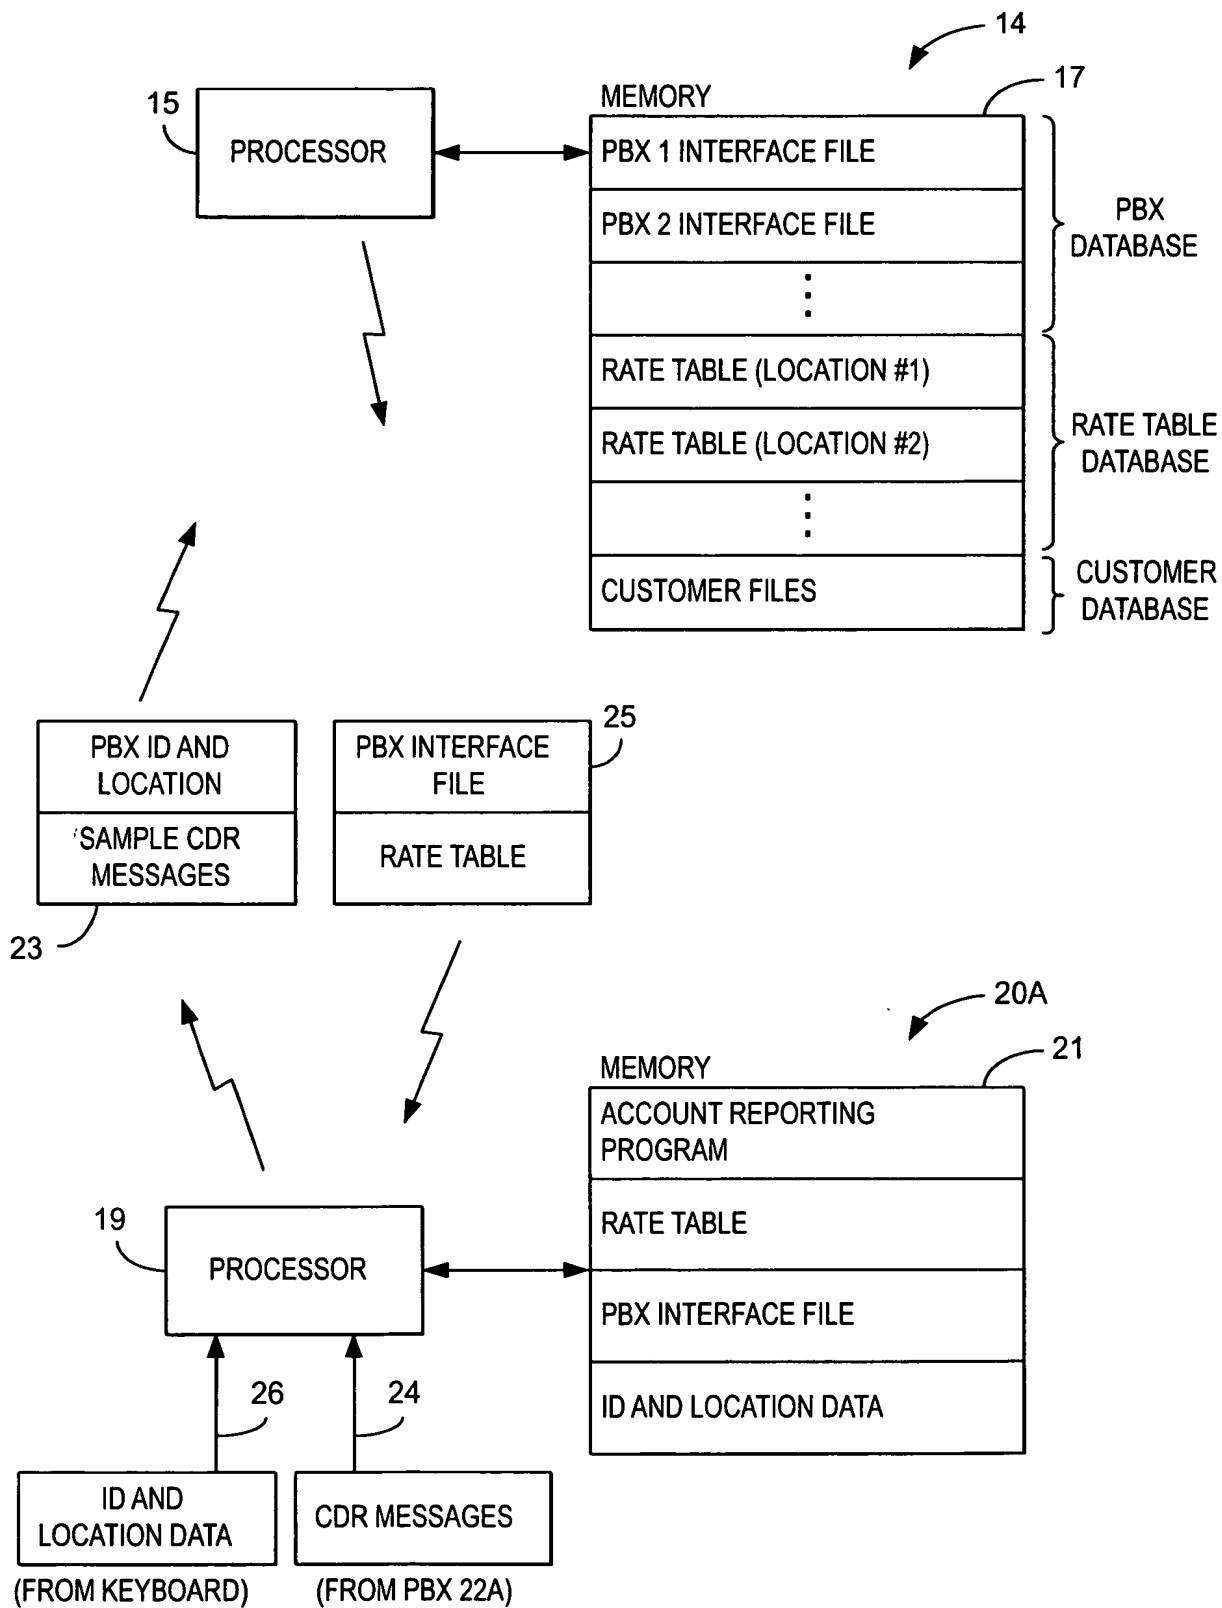 14
17
15
MEMORY
PROCESSOR
PBX 1 INTERFACE FILE
PBX 2 INTERFACE FILE
PBX
DATABASE
RATE TABLE (LOCATION #1)
RATE TABLE (LOCATION #2)
RATE TABLE
DATABASE
CUSTOMER FILES
CUSTOMER
DATABASE
PBX ID AND
LOCATION
SAMPLE CDR
MESSAGES
23
25
PBX INTERFACE
FILE
RATE TABLE
20A
21
MEMORY
ACCOUNT REPORTING
PROGRAM
RATE TABLE
PBX INTERFACE FILE
ID AND LOCATION DATA
19
PROCESSOR
26
24
ID AND
LOCATION DATA
(FROM KEYBOARD)
CDR MESSAGES
(FROM PBX 22A)